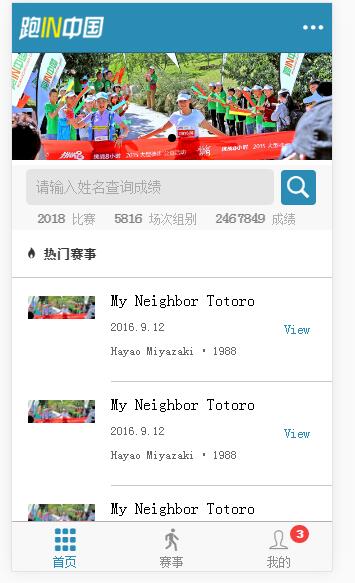 跑IN中国
请输入姓名查询成绩
2018 比赛 5816 场次组别 2467849 成绩
热门赛事
My Neighbor Totoro
2016.9.12
View
Hayao Miyazaki · 1988
My Neighbor Totoro
2016.9.12
View
Hayao Miyazaki · 1988
My Neighbor Totoro
3
首页 赛事 我的